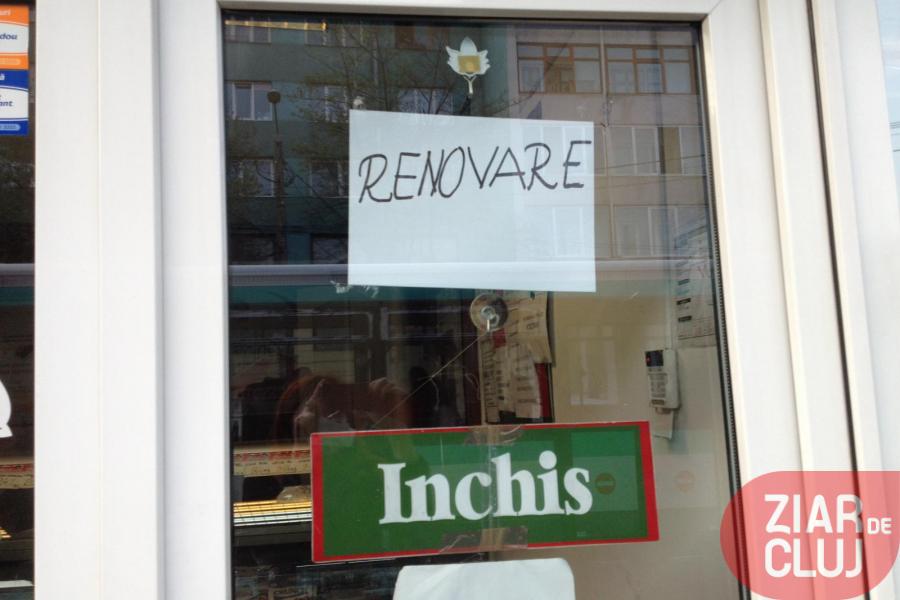 RENOVARE
Inchis
ZIAR DE
CLUJ